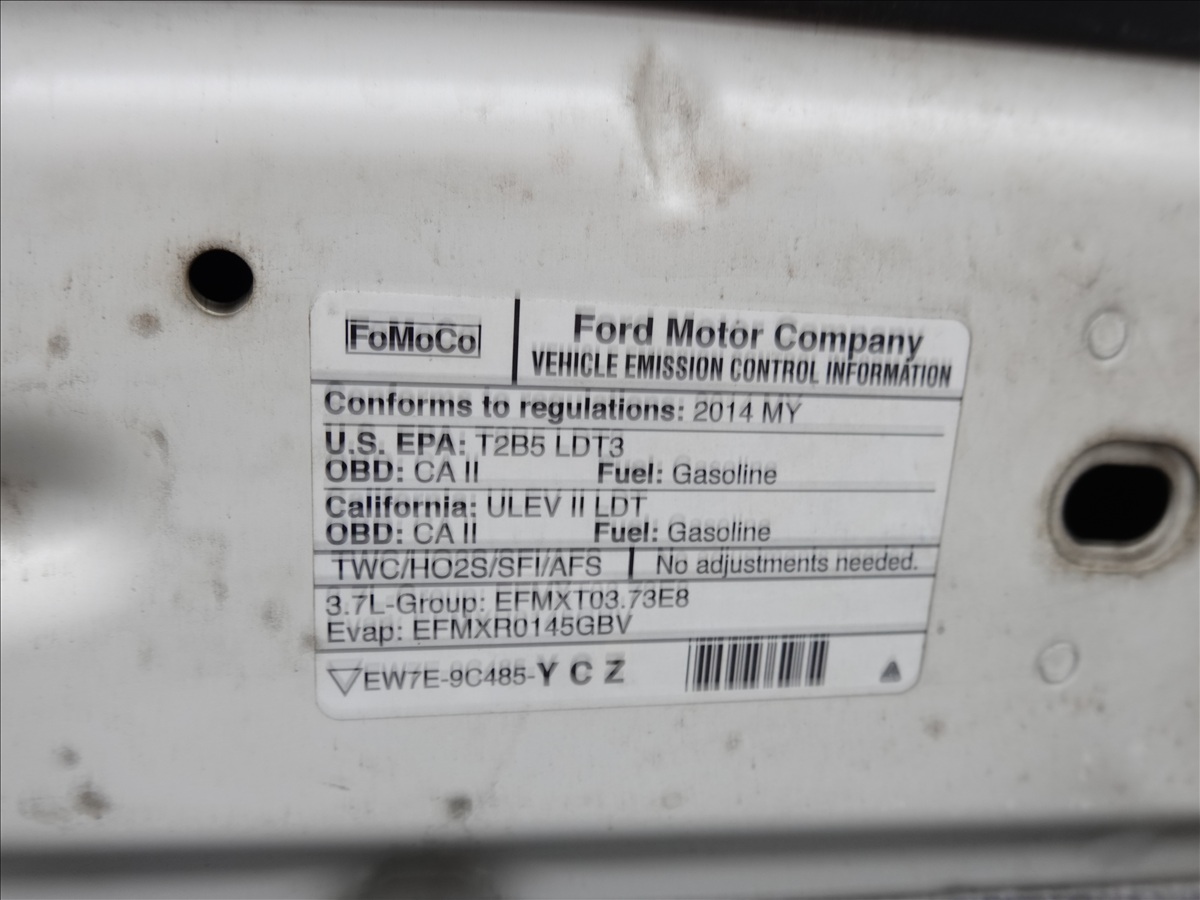 FoMoCo
Ford Motor Company
VEHICLE EMISSION CONTROL INFORMATION
Conforms to regulations: 2014 MY
U.S. EPA: T2B5 LDT3
OBD: CA II Fuel: Gasoline
California: ULEV II LDT
OBD: CA II Fuel: Gasoline
TWC/HO2S/SFI/AFS No adjustments needed.
3.7L-Group: EFMXT03.73E8
Evap: EFMXR0145GBV
EW7E-9C485-Y C Z